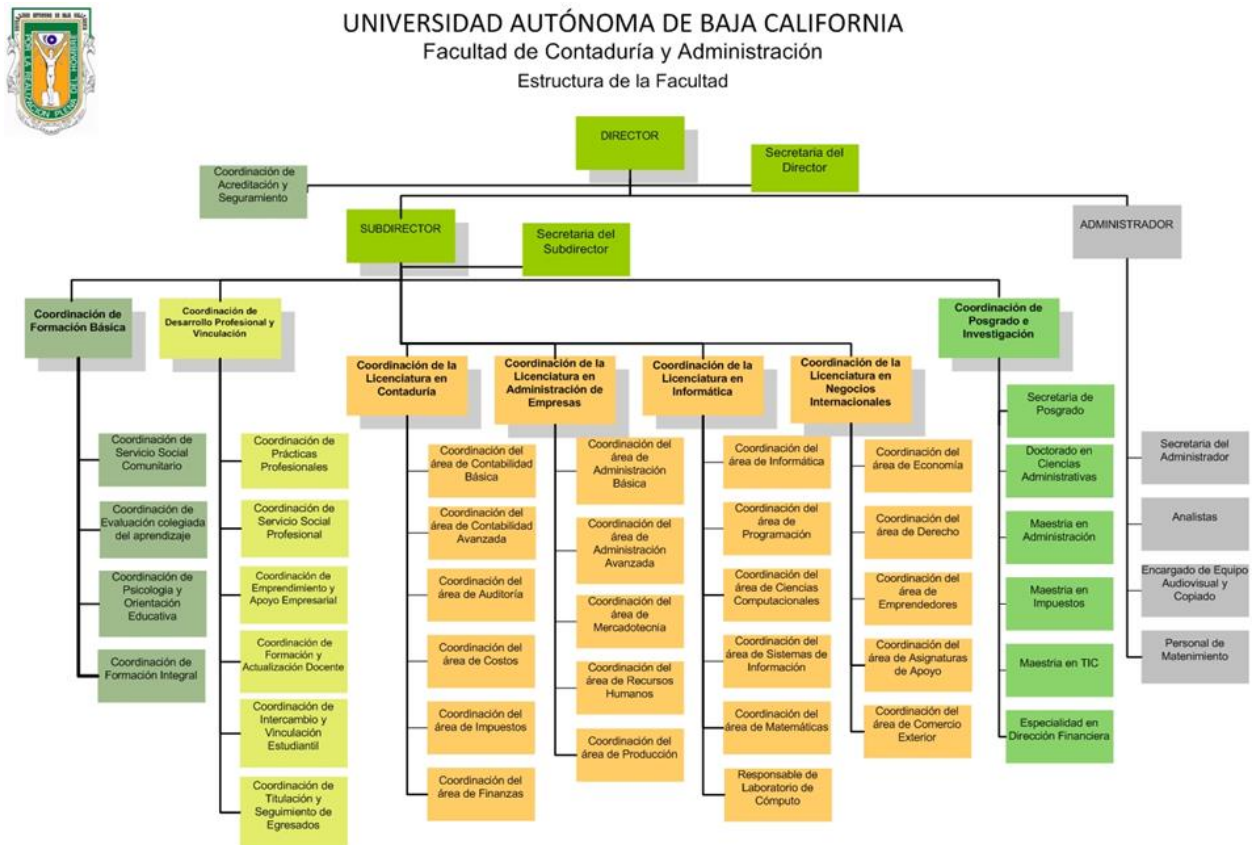 UNIVERSIDAD AUTÓNOMA DE BAJA CALIFORNIA
Facultad de Contaduría y Administración
Estructura de la Facultad
POR LA REALIZACION PLENA DEL HOMBRE
DIRECTOR
Secretaria del
Director
Coordinación de
Acreditación y
Seguramiento
SUBDIRECTOR
Secretaria del
Subdirector
ADMINISTRADOR
Coordinación de
Formación Básica
Coordinación de
Desarrollo Profesional y
Vinculación
Coordinación de
Posgrado e
Investigación
Coordinación de la
Licenciatura en
Contaduría
Coordinación de la
Licenciatura en
Administración de
Empresas
Coordinación de la
Licenciatura en
Informática
Coordinación de la
Licenciatura en
Negocios
Internacionales
Coordinación de
Servicio Social
Comunitario
Coordinación de
Evaluación colegiada
del aprendizaje
Coordinación de
Psicologia y
Orientación
Educativa
Coordinación de
Formación Integral
Coordinación de
Prácticas
Profesionales
Coordinación de
Servicio Social
Profesional
Coordinación de
Emprendimiento y
Apoyo Empresarial
Coordinación de
Formación y
Actualización Docente
Coordinación de
Intercambio y
Vinculación
Estudiantil
Coordinación de
Titulación y
Seguimiento de
Egresados
Coordinación del
área de Contabilidad
Básica
Coordinación del
área de Contabilidad
Avanzada
Coordinación del
área de Auditoría
Coordinación del
área de Costos
Coordinación del
área de Impuestos
Coordinación del
área de Finanzas
Coordinación del
área de
Administración
Básica
Coordinación del
área de
Administración
Avanzada
Coordinación del
área de
Mercadotecnia
Coordinación del
área de Recursos
Humanos
Coordinación del
área de Producción
Coordinación del
área de Informática
Coordinación del
área de
Programación
Coordinación del
área de Ciencias
Computacionales
Coordinación del
área de Sistemas de
Información
Coordinación del
área de Matemáticas
Responsable de
Laboratorio de
Cómputo
Coordinación del
área de Economía
Coordinación del
área de Derecho
Coordinación del
área de
Emprendedores
Coordinación del
área de Asignaturas
de Apoyo
Coordinación del
área de Comercio
Exterior
Secretaria de
Posgrado
Doctorado en
Ciencias
Administrativas
Maestria en
Administración
Maestria en
Impuestos
Maestria en TIC
Especialidad en
Dirección Financiera
Secretaria del
Administrador
Analistas
Encargado de Equipo
Audiovisual y
Copiado
Personal de
Matenimiento